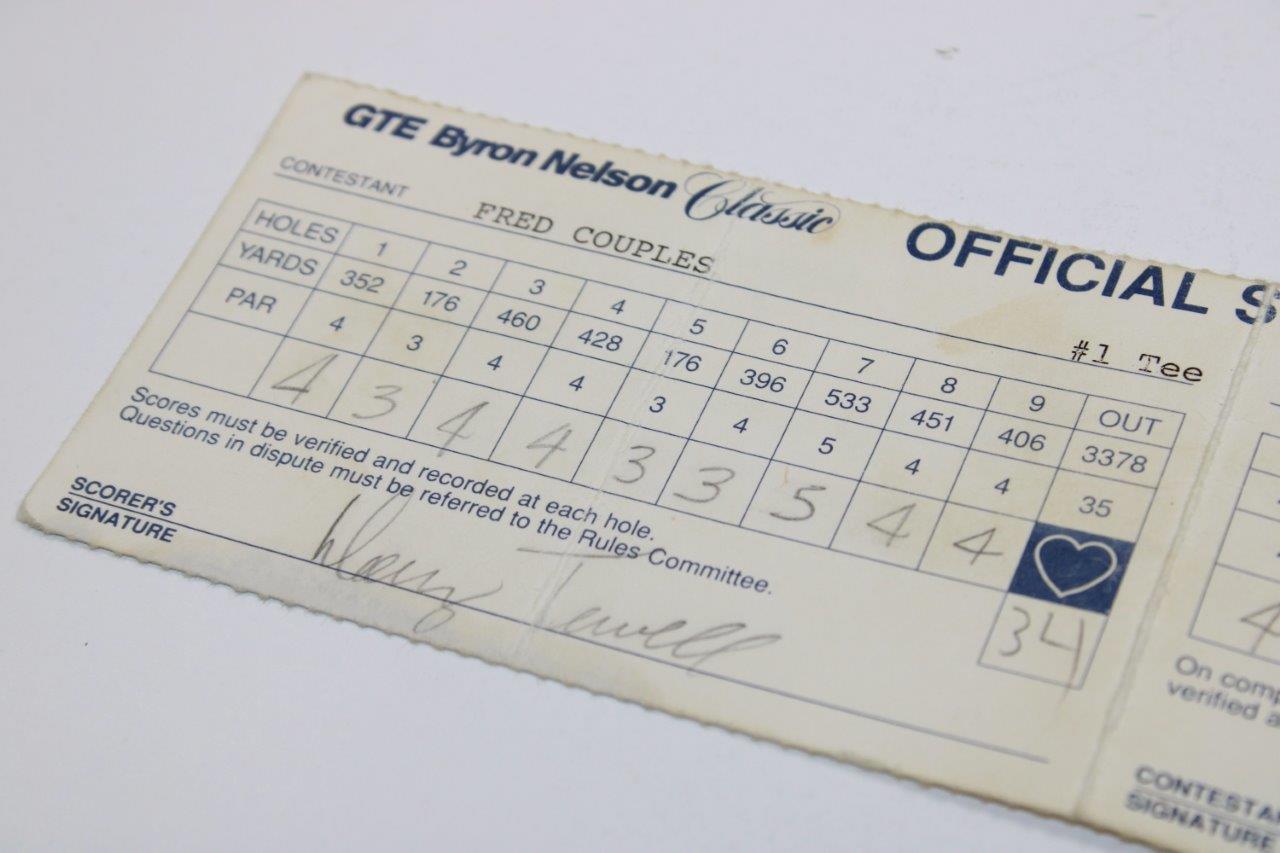 GTE Byron Nelson Classic
OFFICIAL S
CONTESTANT FRED COUPLES
#1 Tee
HOLES 1 2 3 4 5 6 7 8 9 OUT
YARDS 352 176 460 428 176 396 533 451 406 3378
PAR 4 3 4 4 3 4 5 4 4 35
4 3 4 4 3 3 5 4 4
34
Scores must be verified and recorded at each hole.
Questions in dispute must be referred to the Rules Committee.
SCORER'S
SIGNATURE
Doug Tewell
4
On comp
verified a
CONTESTA
SIGNATURE